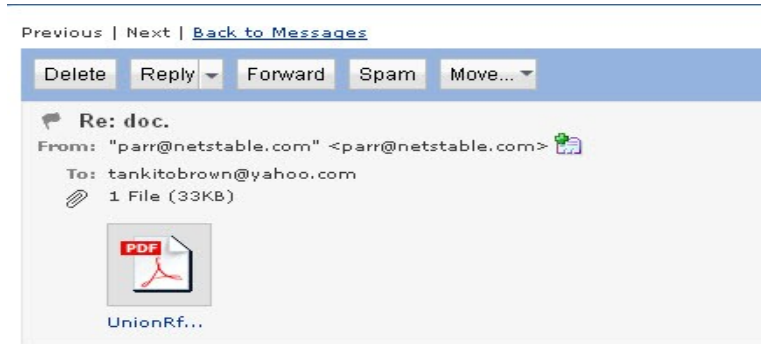 Previous | Next | Back to Messages
Delete Reply Forward Spam Move...
Re: doc.
From: "parr@netstable.com" <parr@netstable.com>
To: tankitobrown@yahoo.com
1 File (33KB)
PDF
UnionRf...